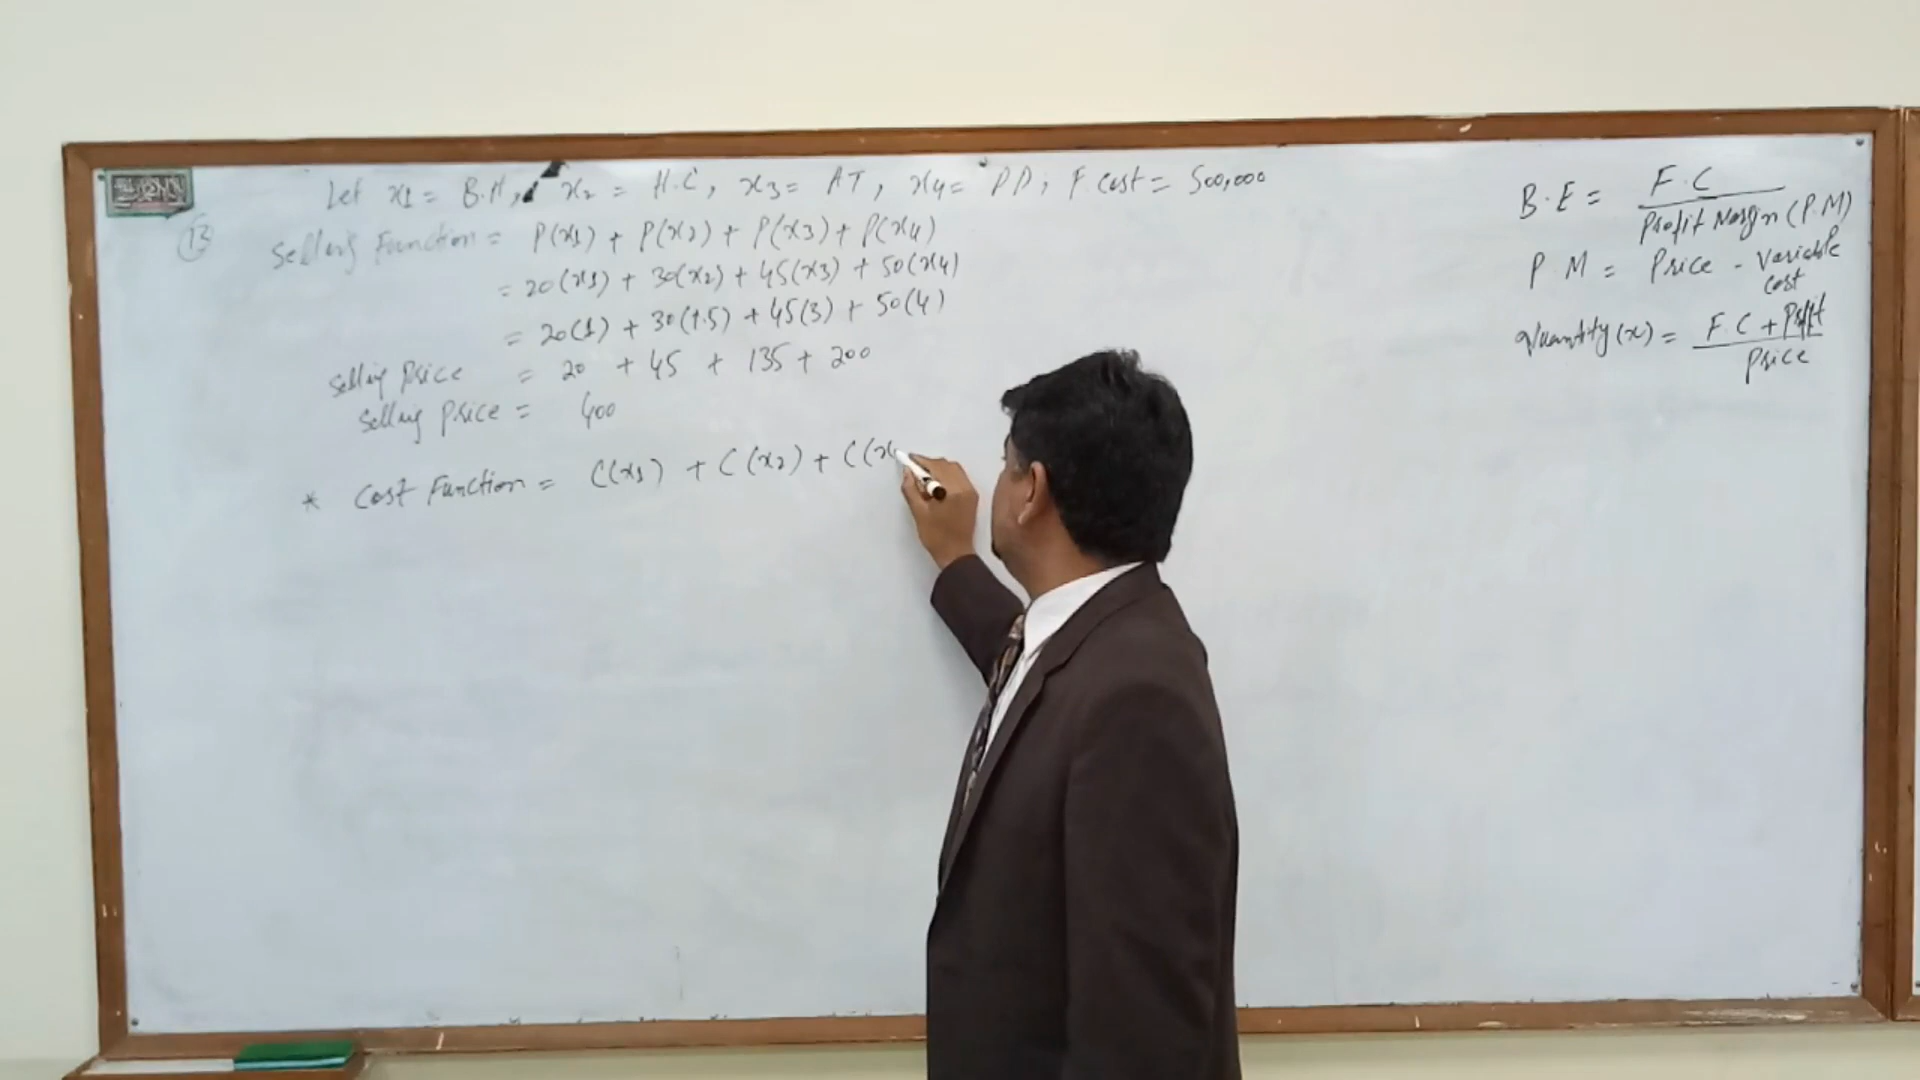 Let x1 = B.H, x2 = H.C, x3 = AT, x4 = PD; F. cost = 500,000
13
Selling Function = P(x1) + P(x2) + P(x3) + P(x4)
= 20(x1) + 30(x2) + 45(x3) + 50(x4)
= 20(1) + 30(1.5) + 45(3) + 50(4)
Selling Price = 20 + 45 + 135 + 200
Selling Price = 400
* Cost Function = C(x1) + C(x2) + C(x
B.E = F.C / Profit Margin (P.M)
P.M = Price - Variable cost
Quantity (x) = F.C + Profit / Price